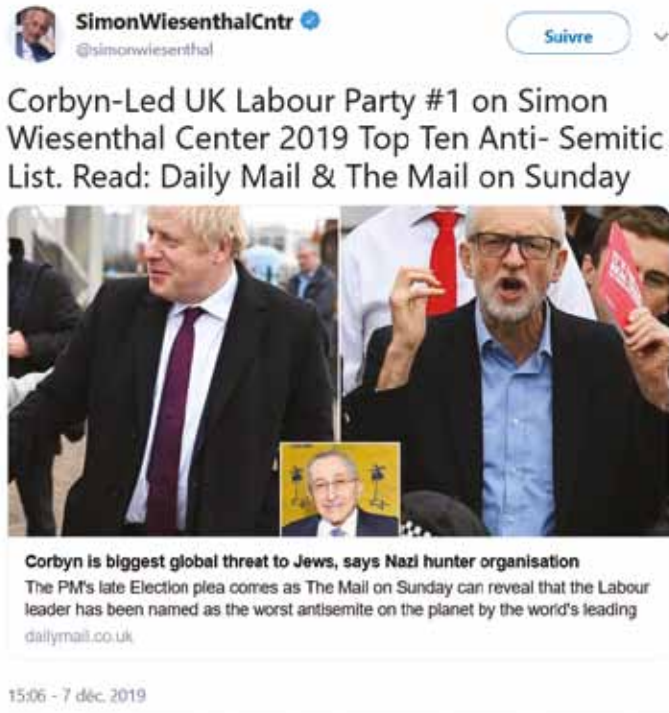 SimonWiesenthalCntr
@simonwiesenthal
Suivre
Corbyn-Led UK Labour Party #1 on Simon
Wiesenthal Center 2019 Top Ten Anti- Semitic
List. Read: Daily Mail & The Mail on Sunday
Corbyn is biggest global threat to Jews, says Nazi hunter organisation
The PM's late Election plea comes as The Mail on Sunday can reveal that the Labour
leader has been named as the worst antisemite on the planet by the world's leading
dailymail.co.uk
15:06 - 7 déc. 2019